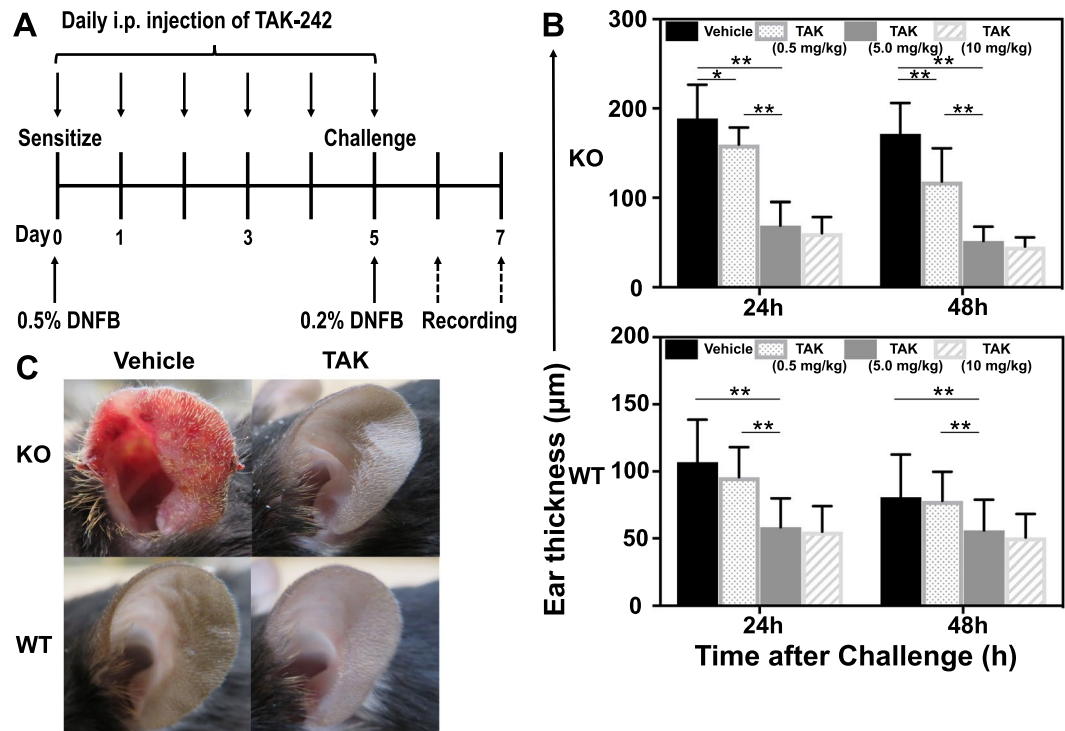 A
Daily i.p. injection of TAK-242
Sensitize
Challenge
Day 0 1 3 5 7
0.5% DNFB
0.2% DNFB
Recording
B
300
200
100
0
KO
Vehicle TAK TAK TAK
(0.5 mg/kg) (5.0 mg/kg) (10 mg/kg)
** **
* **
** **
24h 48h
200
150
100
50
0
WT
Vehicle TAK TAK TAK
(0.5 mg/kg) (5.0 mg/kg) (10 mg/kg)
** **
** **
24h 48h
Ear thickness (μm)
Time after Challenge (h)
C
Vehicle TAK
KO
WT